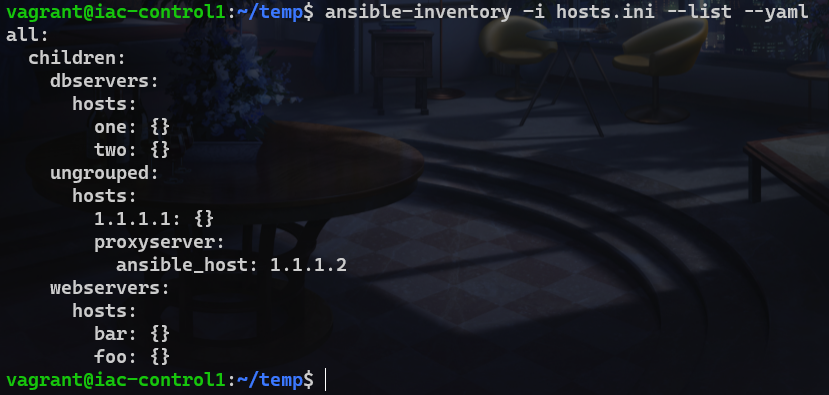 vagrant@iac-control1:~/temp$ ansible-inventory -i hosts.ini --list --yaml
all:
  children:
    dbservers:
      hosts:
        one: {}
        two: {}
    ungrouped:
      hosts:
        1.1.1.1: {}
        proxyserver:
          ansible_host: 1.1.1.2
    webservers:
      hosts:
        bar: {}
        foo: {}
vagrant@iac-control1:~/temp$